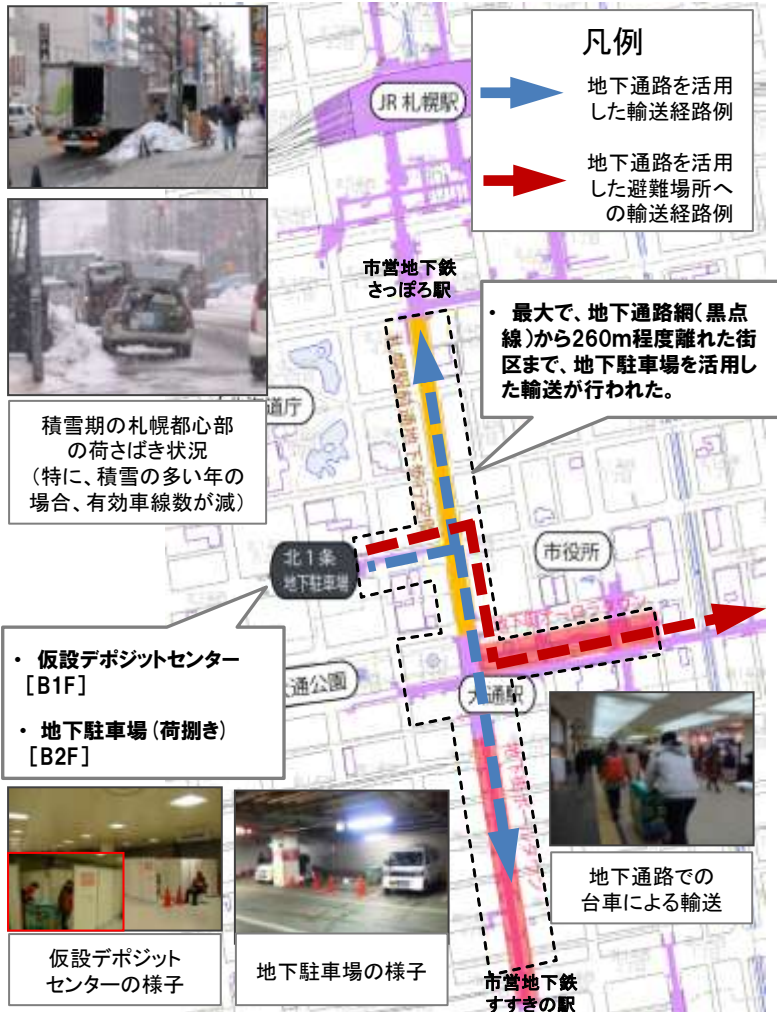 凡例
地下通路を活用
した輸送経路例
地下通路を活用
した避難場所へ
の輸送経路例
JR 札幌駅
市営地下鉄
さっぽろ駅
・ 最大で、地下通路網(黒点
線)から260m程度離れた街
区まで、地下駐車場を活用し
た輸送が行われた。
道庁
積雪期の札幌都心部
の荷さばき状況
(特に、積雪の多い年の
場合、有効車線数が減)
北1条
地下駐車場
市役所
・ 仮設デポジットセンター
[B1F]
・ 地下駐車場(荷捌き)
[B2F]
通公園
大通駅
地下通路での
台車による輸送
仮設デポジット
センターの様子
地下駐車場の様子
市営地下鉄
すすきの駅